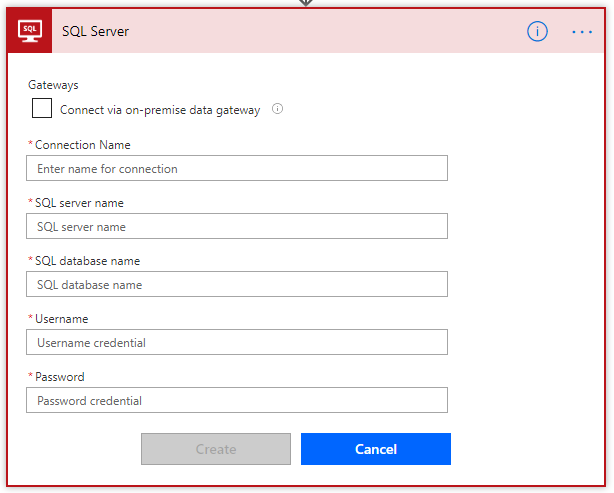 SQL
SQL Server
Gateways
Connect via on-premise data gateway
*Connection Name
Enter name for connection
*SQL server name
SQL server name
*SQL database name
SQL database name
*Username
Username credential
*Password
Password credential
Create
Cancel